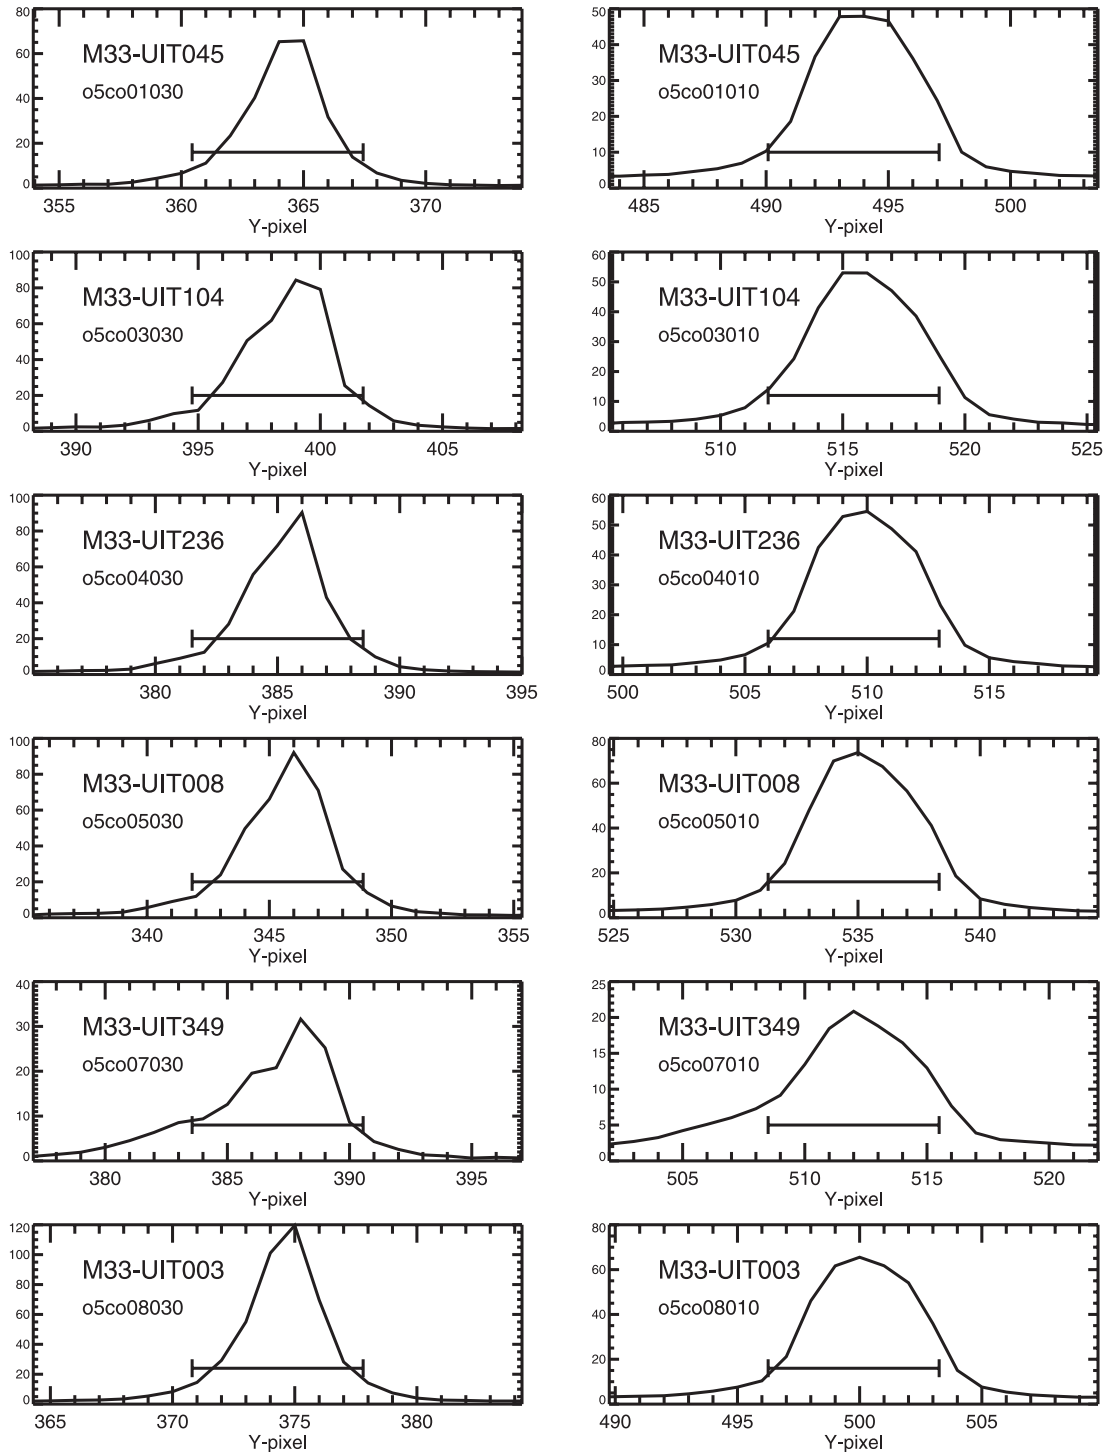 80
60
40
20
0
M33-UIT045
o5co01030
355 360 365 370
Y-pixel
50
40
30
20
10
0
M33-UIT045
o5co01010
485 490 495 500
Y-pixel
100
80
60
40
20
0
M33-UIT104
o5co03030
390 395 400 405
Y-pixel
60
50
40
30
20
10
0
M33-UIT104
o5co03010
510 515 520 525
Y-pixel
100
80
60
40
20
0
M33-UIT236
o5co04030
380 385 390 395
Y-pixel
60
50
40
30
20
10
0
M33-UIT236
o5co04010
500 505 510 515
Y-pixel
100
80
60
40
20
0
M33-UIT008
o5co05030
340 345 350 355
Y-pixel
80
60
40
20
0
M33-UIT008
o5co05010
525 530 535 540
Y-pixel
40
30
20
10
0
M33-UIT349
o5co07030
380 385 390 395
Y-pixel
25
20
15
10
5
0
M33-UIT349
o5co07010
505 510 515 520
Y-pixel
120
100
80
60
40
20
0
M33-UIT003
o5co08030
365 370 375 380
Y-pixel
80
60
40
20
0
M33-UIT003
o5co08010
490 495 500 505
Y-pixel